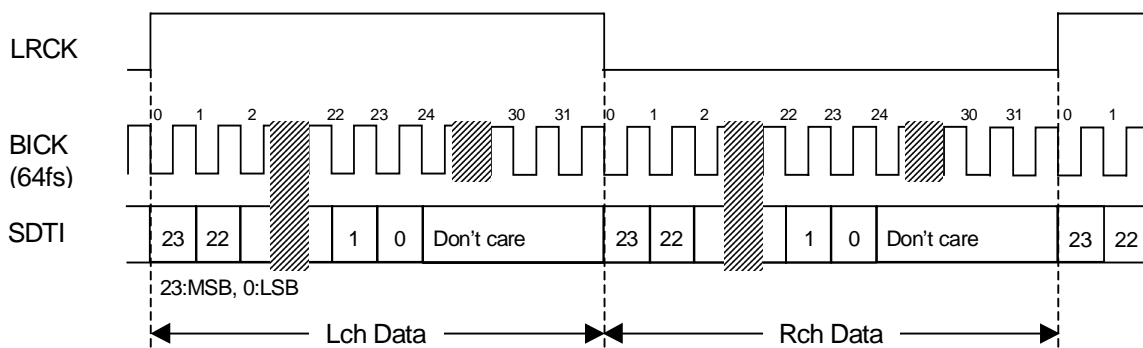 LRCK
0 1 2 22 23 24 30 31 0 1 2 22 23 24 30 31 0 1
BICK
(64fs)
SDTI
23 22 1 0 Don't care 23 22 1 0 Don't care 23 22
23:MSB, 0:LSB
Lch Data Rch Data